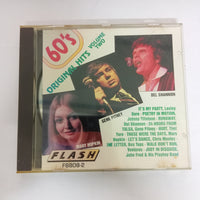 60's
ORIGINAL HITS
VOLUME TWO
DEL SHANNON
GENE PITNEY
MARY HOPKIN
IT'S MY PARTY, Lesley
Gore - POETRY IN MOTION,
Johnny Tillotson - RUNAWAY,
Del Shannon - 24 HOURS FROM
TULSA, Gene Pitney - HURT, Timi
Yuro - THOSE WERE THE DAYS, Mary
Hopkin - LET'S DANCE, Chris Montez -
THE LETTER, Box Tops - WALK DON'T RUN,
Ventures - JUDY IN DISGUISE,
John Fred & His Playboy Band
FLASH
F8808-2